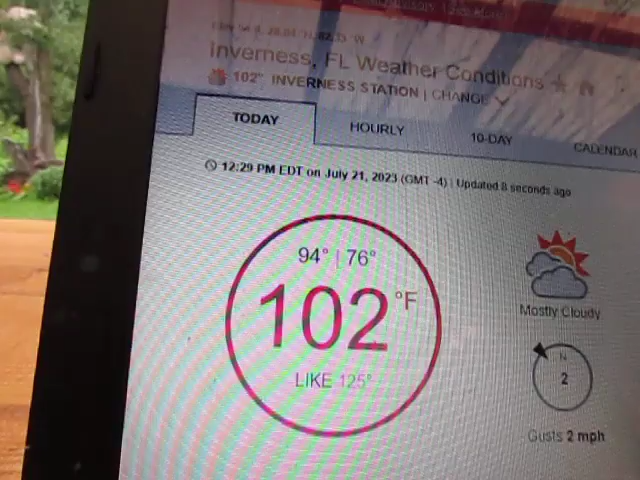 Inverness, FL Weather Conditions
102° INVERNESS STATION | CHANGE
TODAY
HOURLY
10-DAY
CALENDAR
12:29 PM EDT on July 21, 2023 (GMT -4) | Updated 8 seconds ago
94° | 76°
102 °F
LIKE 125°
Mostly Cloudy
N
2
Gusts 2 mph